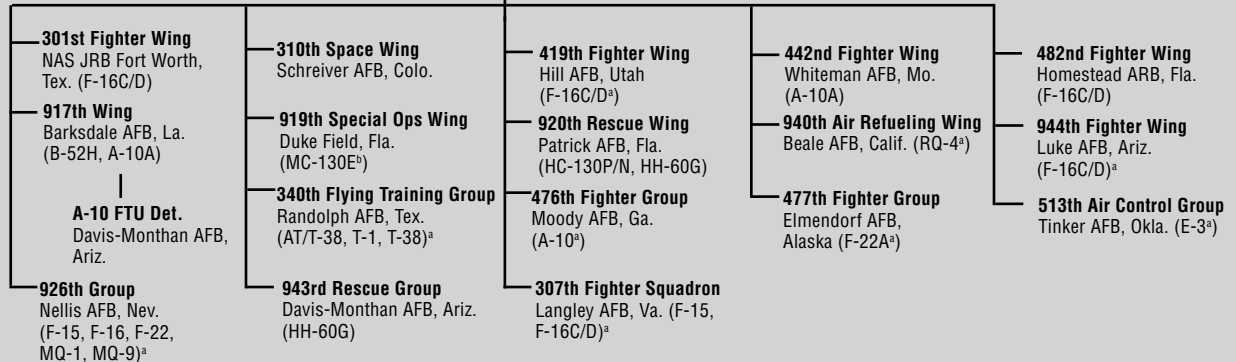 301st Fighter Wing
NAS JRB Fort Worth,
Tex. (F-16C/D)
917th Wing
Barksdale AFB, La.
(B-52H, A-10A)
A-10 FTU Det.
Davis-Monthan AFB,
Ariz.
926th Group
Nellis AFB, Nev.
(F-15, F-16, F-22,
MQ-1, MQ-9)ᵃ
310th Space Wing
Schreiver AFB, Colo.
919th Special Ops Wing
Duke Field, Fla.
(MC-130Eᵇ)
340th Flying Training Group
Randolph AFB, Tex.
(AT/T-38, T-1, T-38)ᵃ
943rd Rescue Group
Davis-Monthan AFB, Ariz.
(HH-60G)
419th Fighter Wing
Hill AFB, Utah
(F-16C/Dᵃ)
920th Rescue Wing
Patrick AFB, Fla.
(HC-130P/N, HH-60G)
476th Fighter Group
Moody AFB, Ga.
(A-10ᵃ)
307th Fighter Squadron
Langley AFB, Va. (F-15,
F-16C/D)ᵃ
442nd Fighter Wing
Whiteman AFB, Mo.
(A-10A)
940th Air Refueling Wing
Beale AFB, Calif. (RQ-4ᵃ)
477th Fighter Group
Elmendorf AFB,
Alaska (F-22Aᵃ)
482nd Fighter Wing
Homestead ARB, Fla.
(F-16C/D)
944th Fighter Wing
Luke AFB, Ariz.
(F-16C/D)ᵃ
513th Air Control Group
Tinker AFB, Okla. (E-3ᵃ)